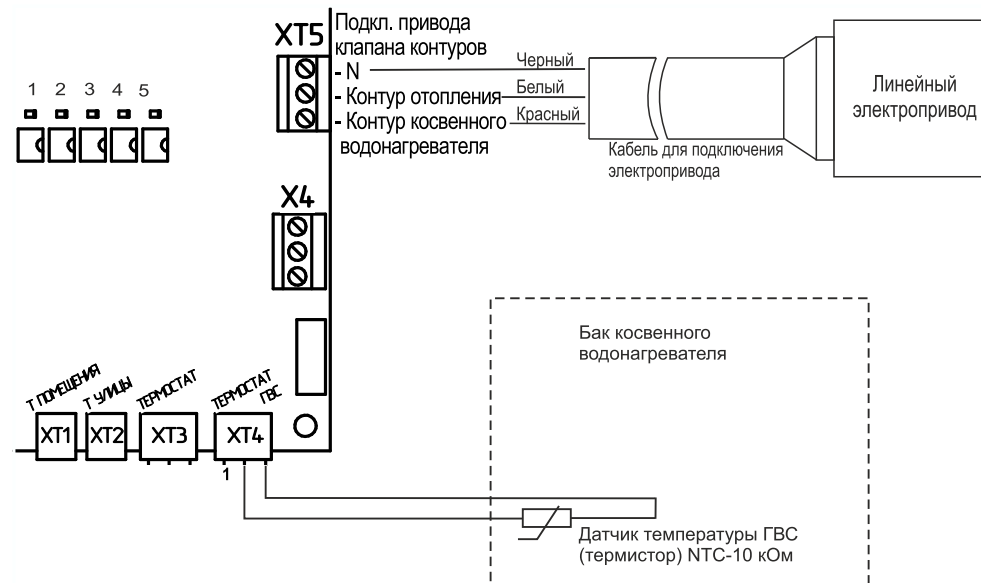 XT5
Подкл. привода
клапана контуров
- N
- Контур отопления
- Контур косвенного
водонагревателя
Черный
Белый
Красный
Кабель для подключения
электропривода
Линейный
электропривод
1 2 3 4 5
X4
Бак косвенного
водонагревателя
Т ПОМЕЩЕНИЯ
Т УЛИЦЫ
ТЕРМОСТАТ
ТЕРМОСТАТ
ГВС
XT1
XT2
XT3
XT4
1
Датчик температуры ГВС
(термистор) NTC-10 кОм